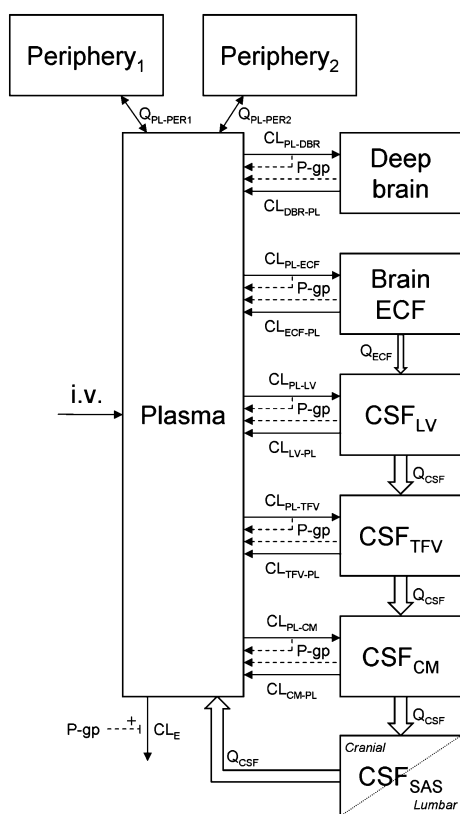 Periphery1
Periphery2
QPL-PER1
QPL-PER2
CLPL-DBR
P-gp
CLDBR-PL
Deep
brain
CLPL-ECF
P-gp
CLECF-PL
Brain
ECF
QECF
i.v.
Plasma
CLPL-LV
P-gp
CLLV-PL
CSFLV
QCSF
CLPL-TFV
P-gp
CLTFV-PL
CSFTFV
QCSF
CLPL-CM
P-gp
CLCM-PL
CSFCM
QCSF
P-gp
+
CLE
QCSF
Cranial
CSFSAS
Lumbar